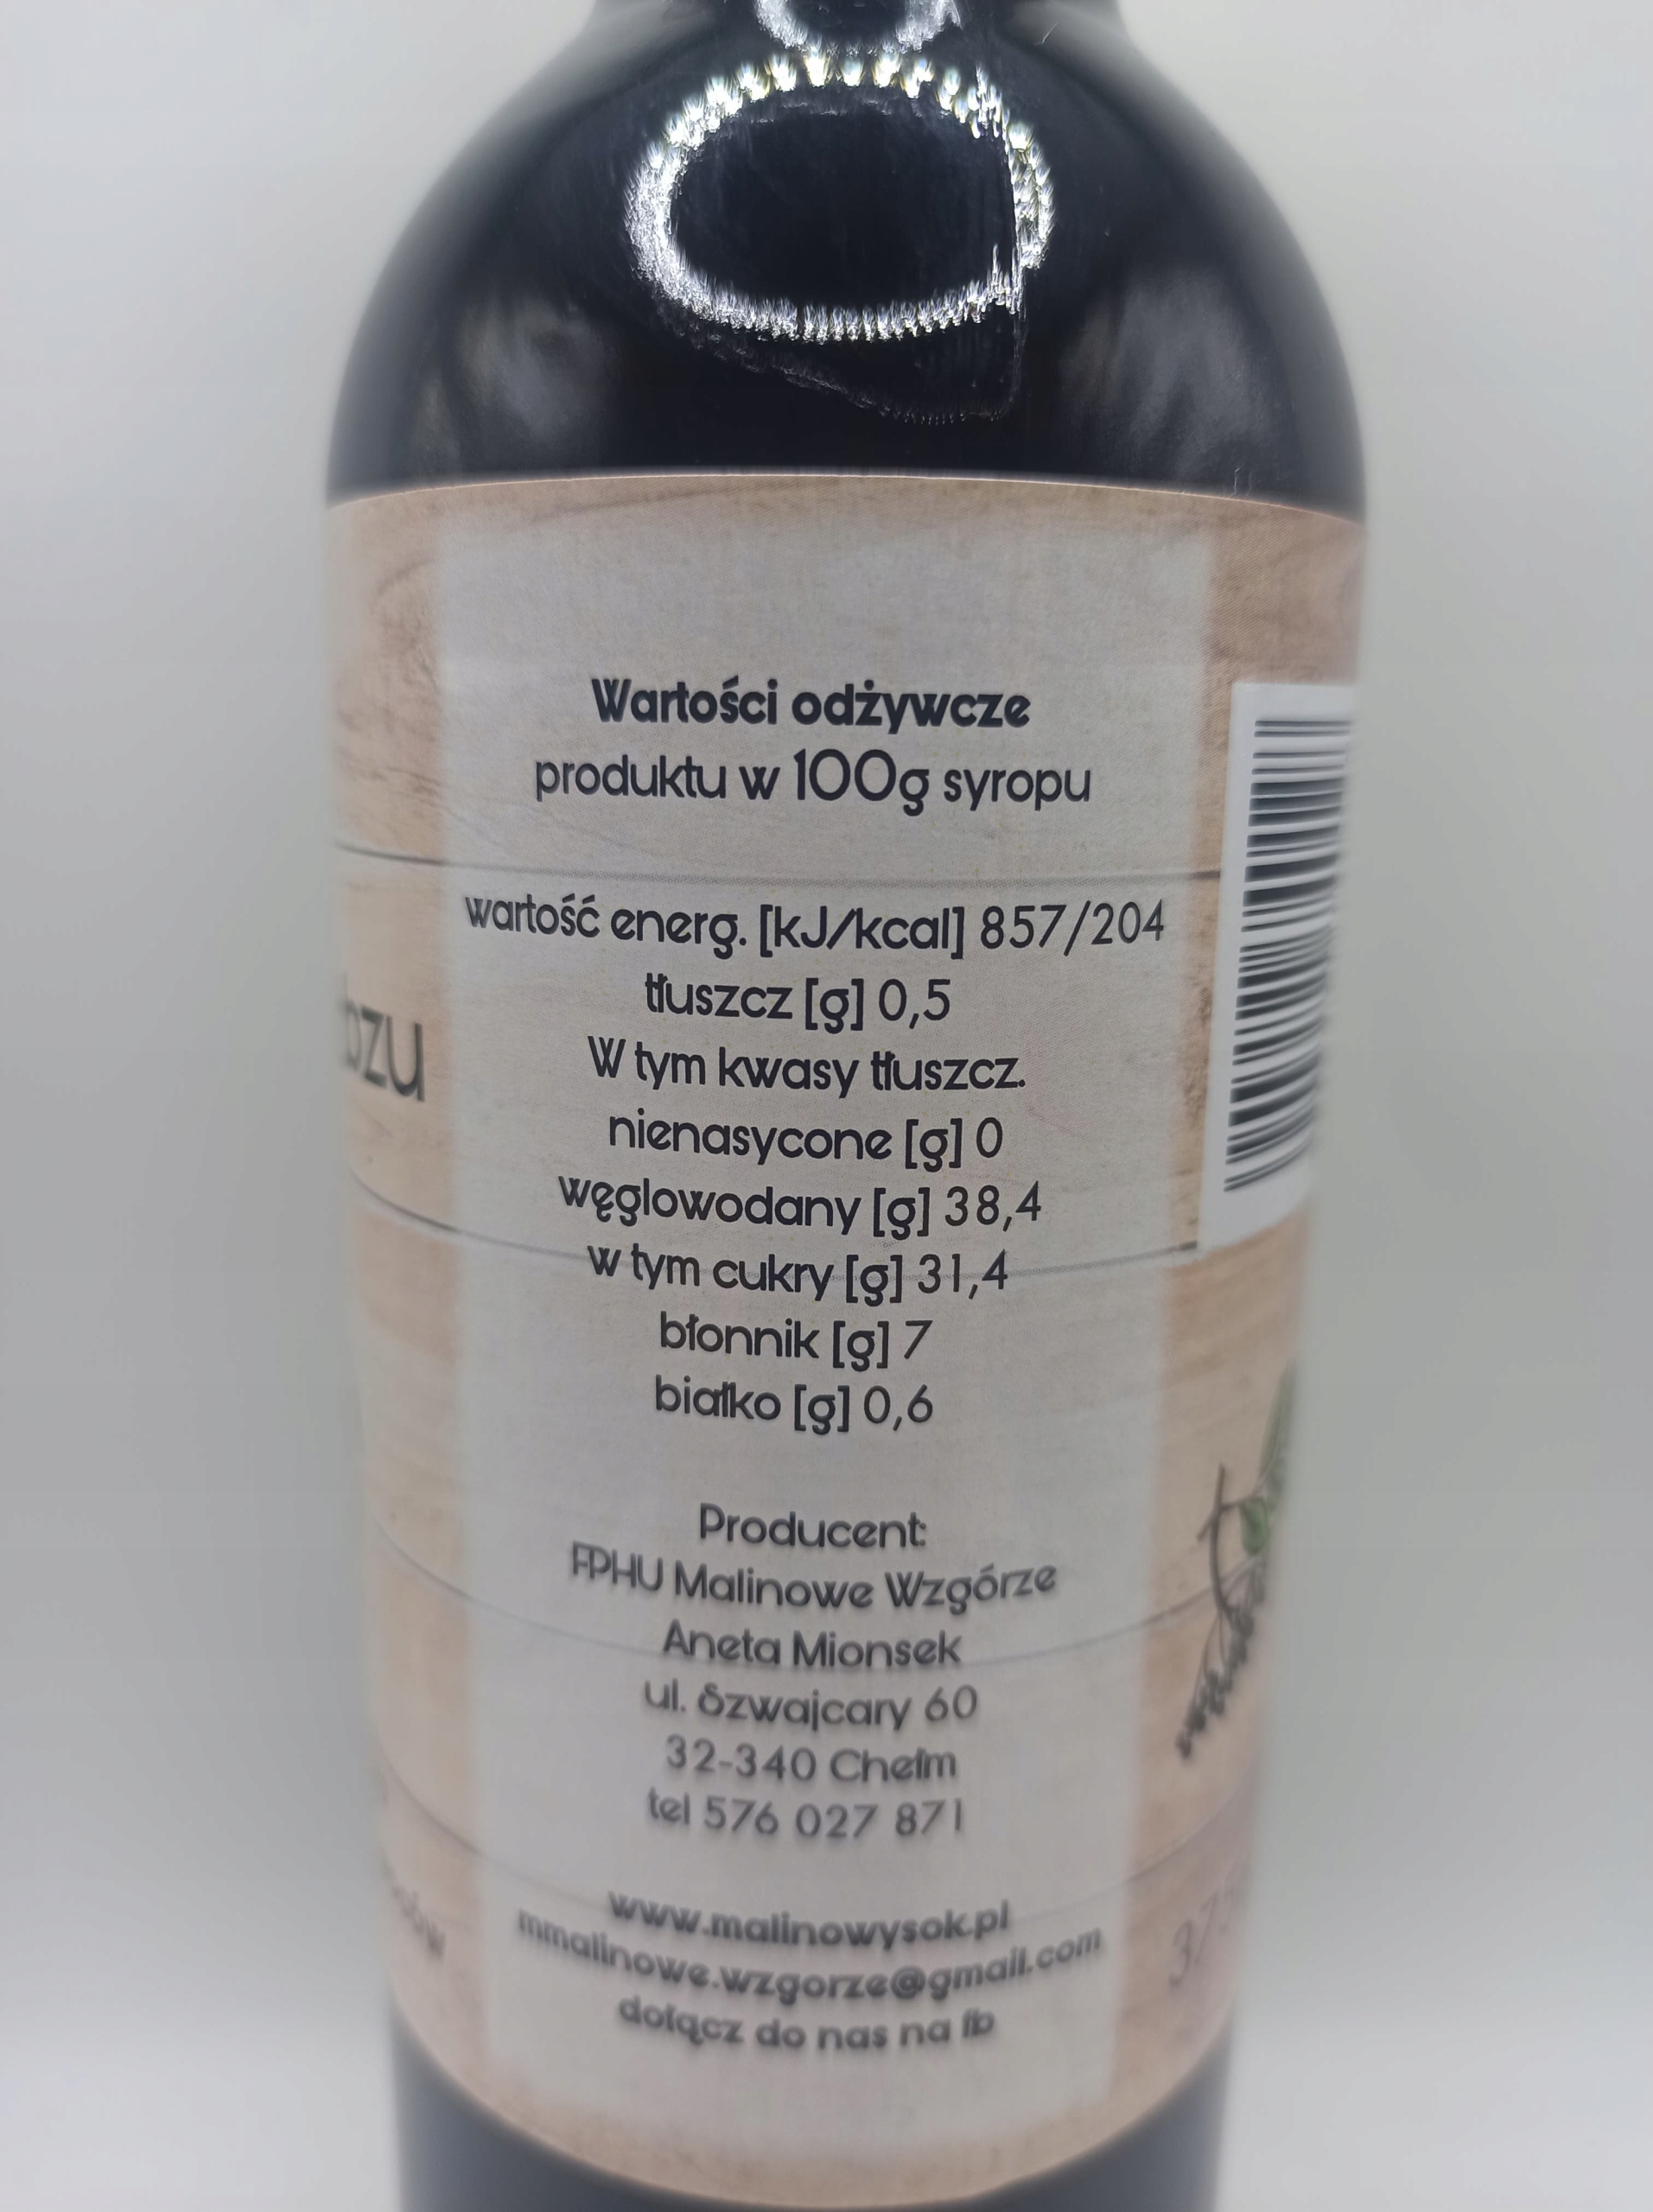 Wartości odżywcze
produktu w 100g syropu
wartość energ. [kJ/kcal] 857/204
tłuszcz [g] 0,5
W tym kwasy tłuszcz.
nienasycone [g] 0
węglowodany [g] 38,4
w tym cukry [g] 31,4
błonnik [g] 7
białko [g] 0,6
Producent:
FPHU Malinowe Wzgórze
Aneta Mionsek
ul. Szwajcary 60
32-340 Chełm
tel 576 027 871
www.malinowysok.pl
mmalinowe.wzgorze@gmail.com
dołącz do nas na fb
bzu